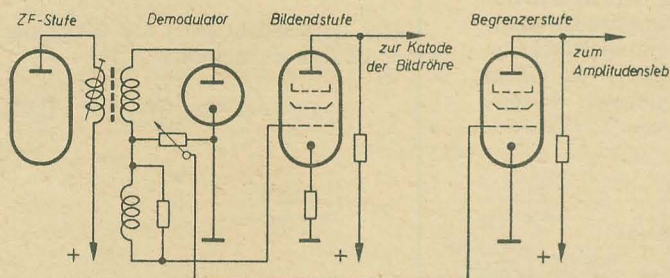 ZF-Stufe
Demodulator
Bildendstufe
Begrenzerstufe
zur Katode
der Bildröhre
zum
Amplitudensieb
+
+
+